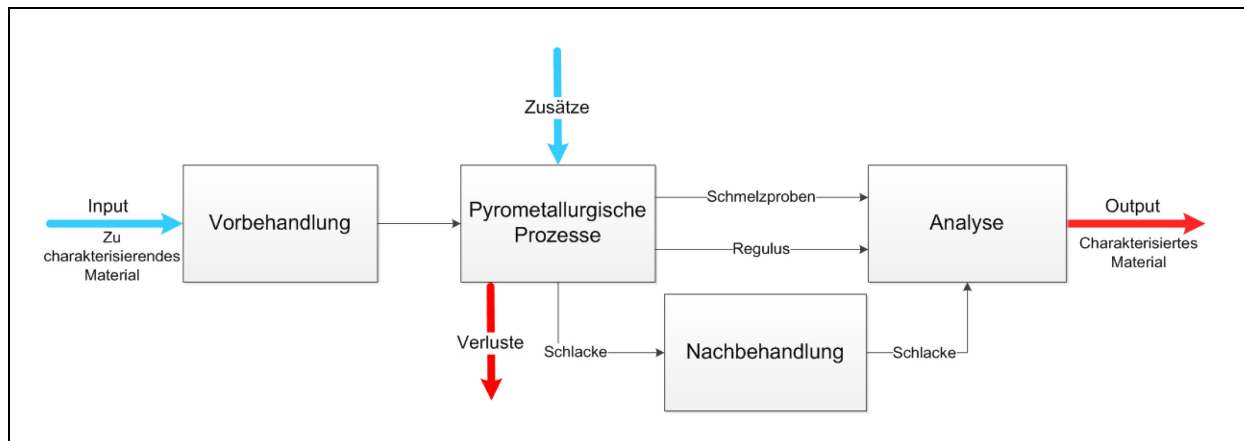 Zusätze
Input
Zu
charakterisierendes
Material
Vorbehandlung
Pyrometallurgische
Prozesse
Schmelzproben
Regulus
Analyse
Output
Charakterisiertes
Material
Verluste
Schlacke
Nachbehandlung
Schlacke